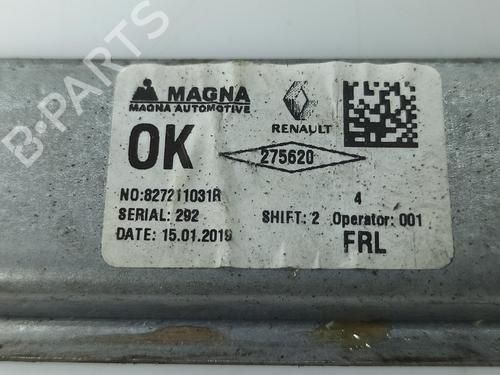 B-PARTS
MAGNA
MAGNA AUTOMOTIVE
RENAULT
OK
275620
NO:827211031R
4
SERIAL: 292
SHIFT: 2
Operator: 001
DATE: 15.01.2019
FRL